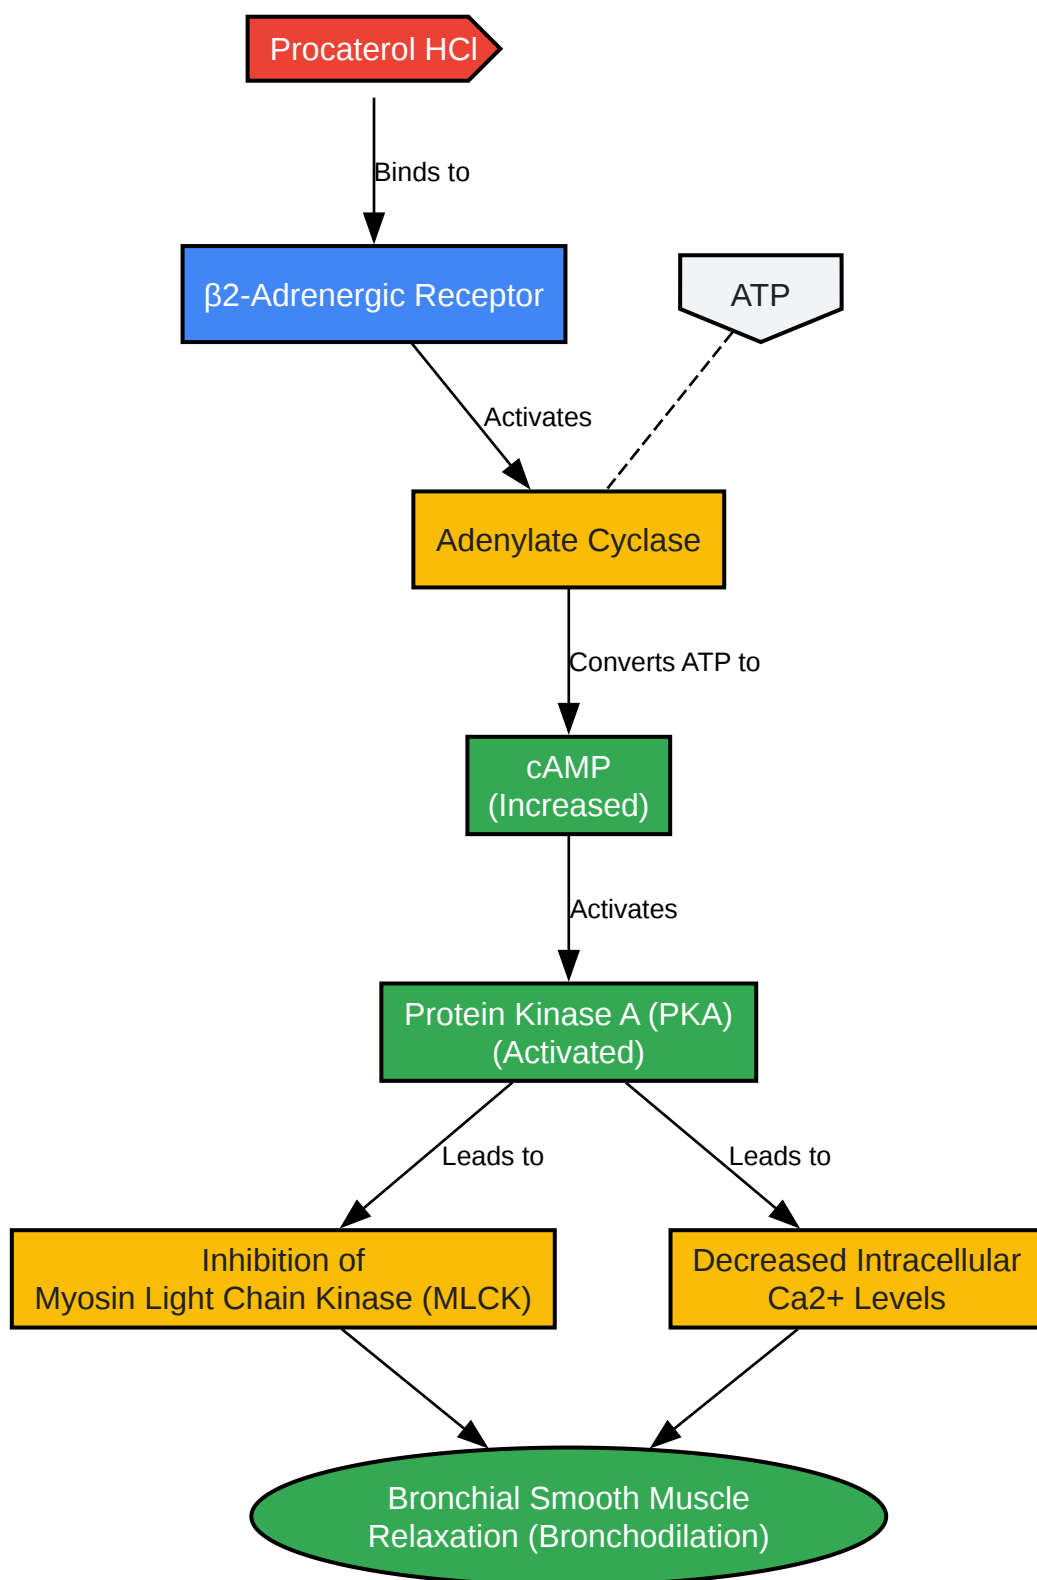 Procaterol HCl
Binds to
β2-Adrenergic Receptor
ATP
Activates
Adenylate Cyclase
Converts ATP to
cAMP
(Increased)
Activates
Protein Kinase A (PKA)
(Activated)
Leads to
Leads to
Inhibition of
Myosin Light Chain Kinase (MLCK)
Decreased Intracellular
Ca2+ Levels
Bronchial Smooth Muscle
Relaxation (Bronchodilation)